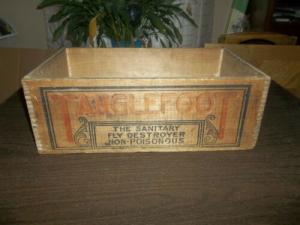 TANGLEFOOT
THE SANITARY
FLY DESTROYER
NON-POISONOUS